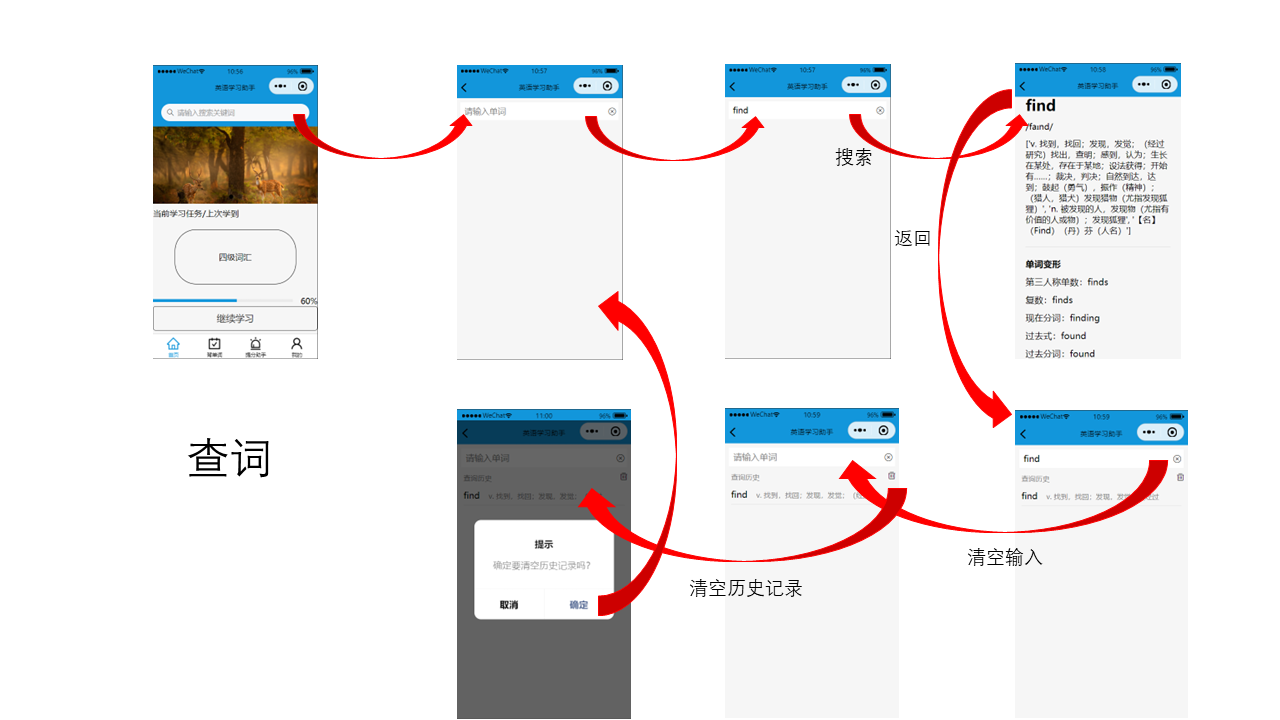 WeChat 10:56 96%
英语学习助手
请输入搜索关键词
当前学习任务/上次学到
四级词汇
60%
继续学习
首页 背单词 提分助手 我的
WeChat 10:57 96%
英语学习助手
请输入单词
WeChat 10:57 96%
英语学习助手
find
搜索
WeChat 10:58 96%
英语学习助手
find
/faɪnd/
['v. 找到，找回；发现，发觉；（经过
研究）找出，查明；感到，认为；生长
在某处，存在于某地；设法获得；开始
有……；裁决，判决；自然到达，达
到；鼓起（勇气），振作（精神）；
（猎人，猎犬）发现猎物（尤指发现狐
狸）', 'n. 被发现的人，发现物（尤指有
价值的人或物）；发现狐狸', '【名】
（Find）（丹）芬（人名）']
单词变形
第三人称单数：finds
复数：finds
现在分词：finding
过去式：found
过去分词：found
返回
查词
WeChat 11:00 96%
英语学习助手
请输入单词
查询历史
find v. 找到，找回；发现，发觉；
提示
确定要清空历史记录吗?
取消 确定
WeChat 10:59 96%
英语学习助手
请输入单词
查询历史
find v. 找到，找回；发现，发觉；（经
清空历史记录
WeChat 10:59 96%
英语学习助手
find
查询历史
find v. 找到，找回；发现，发觉 经过
清空输入